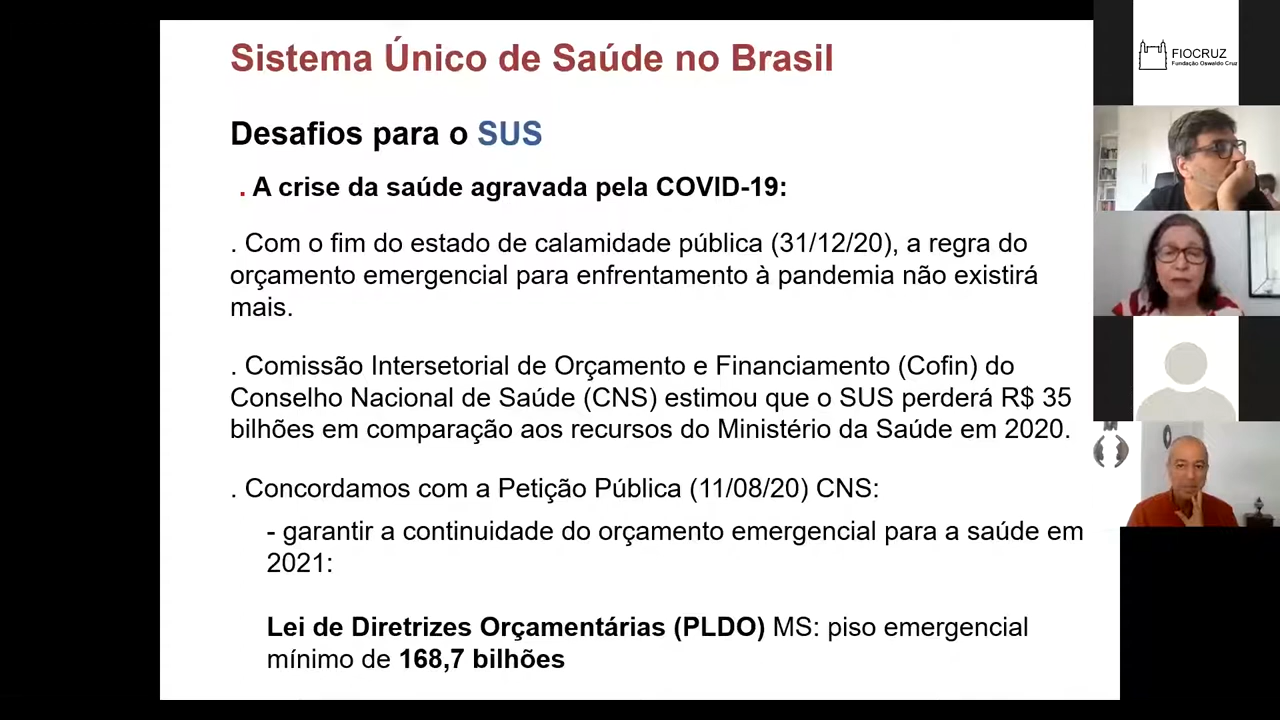 Sistema Único de Saúde no Brasil
Desafios para o SUS
. A crise da saúde agravada pela COVID-19:
. Com o fim do estado de calamidade pública (31/12/20), a regra do
orçamento emergencial para enfrentamento à pandemia não existirá
mais.
. Comissão Intersetorial de Orçamento e Financiamento (Cofin) do
Conselho Nacional de Saúde (CNS) estimou que o SUS perderá R$ 35
bilhões em comparação aos recursos do Ministério da Saúde em 2020.
. Concordamos com a Petição Pública (11/08/20) CNS:
- garantir a continuidade do orçamento emergencial para a saúde em
2021:
Lei de Diretrizes Orçamentárias (PLDO) MS: piso emergencial
mínimo de 168,7 bilhões
FIOCRUZ
Fundação Oswaldo Cruz